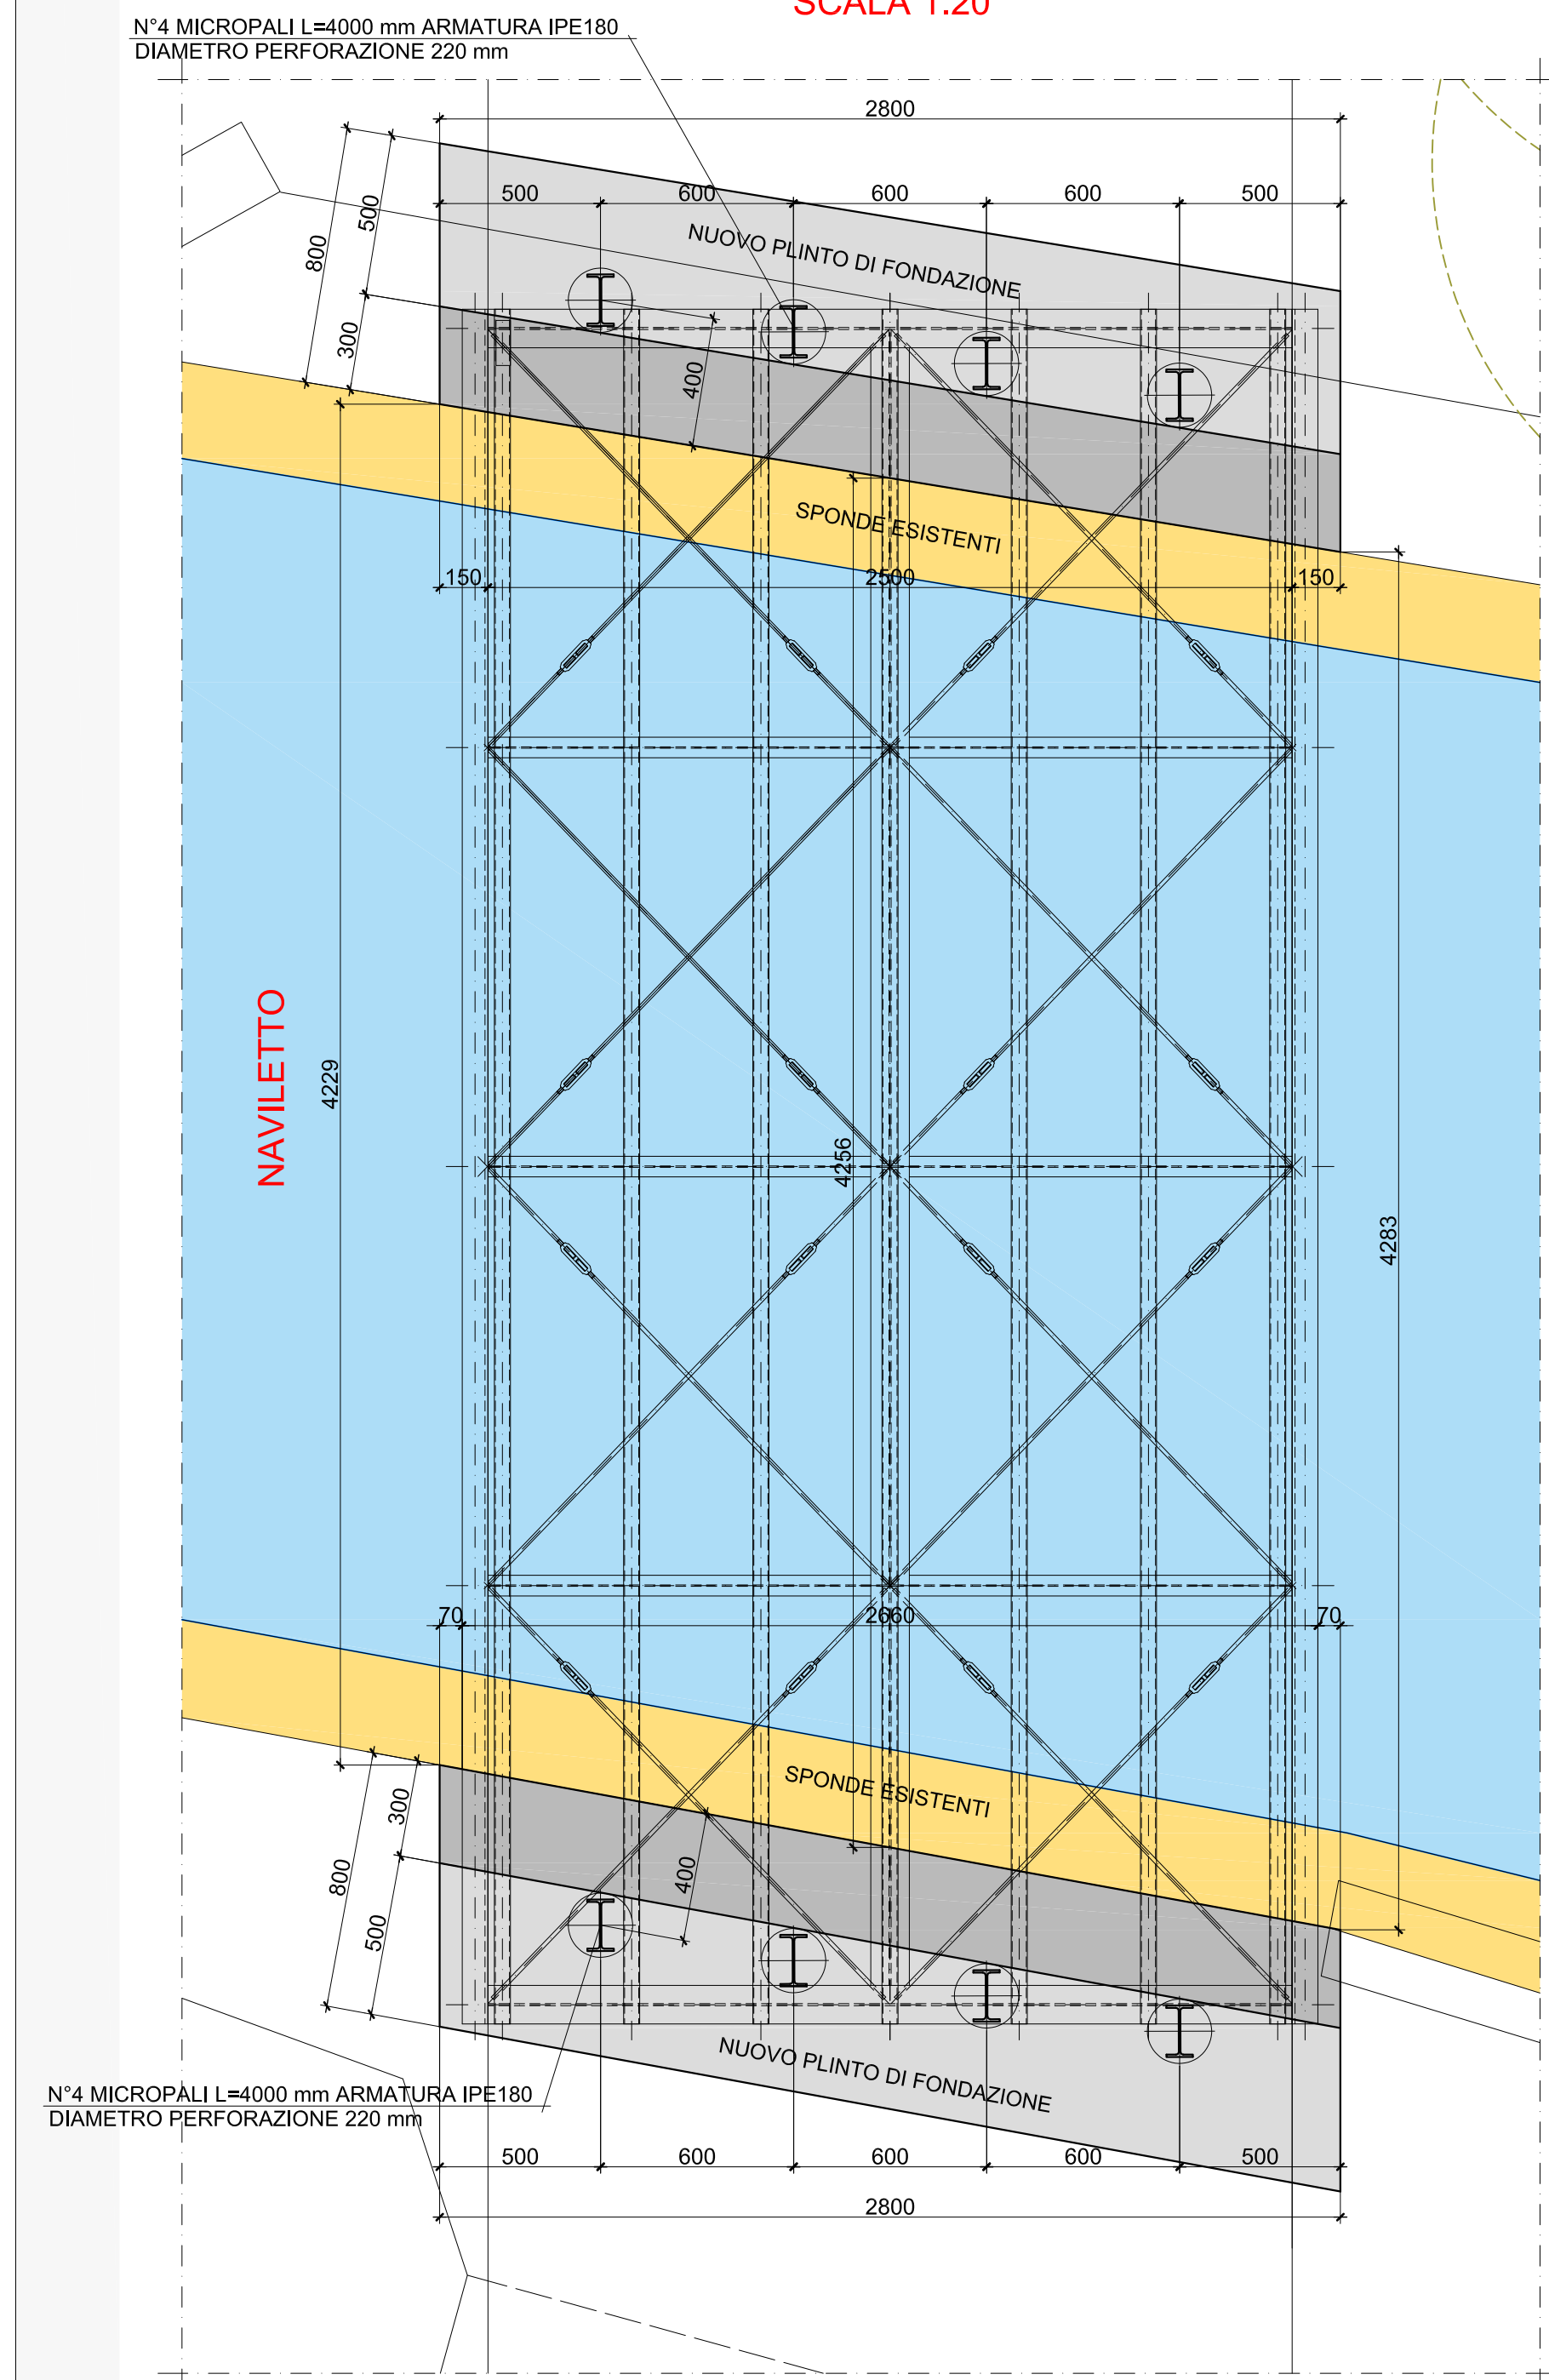 SCALA 1:20
N°4 MICROPALI L=4000 mm ARMATURA IPE180
DIAMETRO PERFORAZIONE 220 mm
2800
500 600 600 600 500
800
500
300
NUOVO PLINTO DI FONDAZIONE
400
SPONDE ESISTENTI
150 2500 150
NAVILETTO
4229
4256
4283
70 2660 70
SPONDE ESISTENTI
300
800
500
400
NUOVO PLINTO DI FONDAZIONE
N°4 MICROPALI L=4000 mm ARMATURA IPE180
DIAMETRO PERFORAZIONE 220 mm
500 600 600 600 500
2800